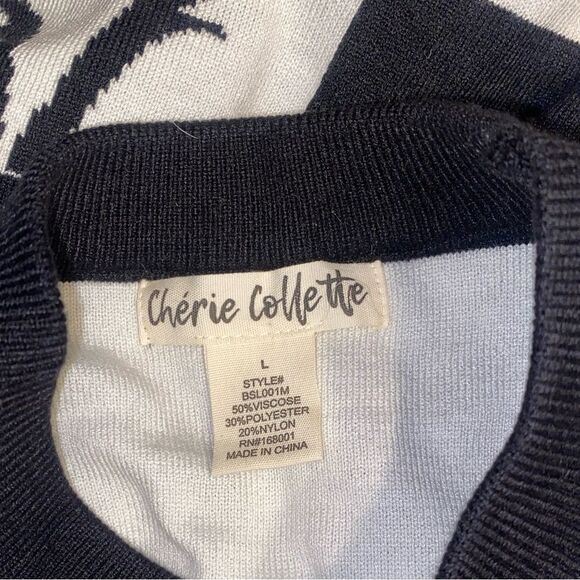 Chérie Collette
L
STYLE#
BSL001M
50%VISCOSE
30%POLYESTER
20%NYLON
RN#168001
MADE IN CHINA